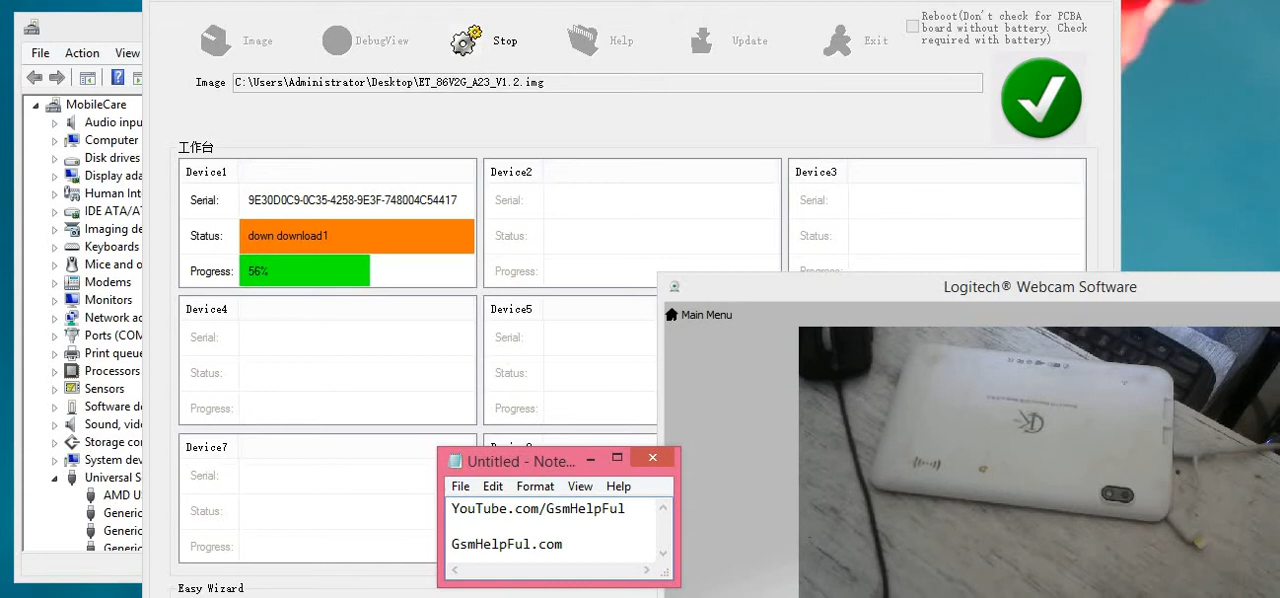 File Action View
MobileCare
Audio inpu
Computer
Disk drives
Display ada
Human Int
IDE ATA/AT
Imaging de
Keyboards
Mice and o
Modems
Monitors
Network ac
Ports (COM
Print queue
Processors
Sensors
Software de
Sound, vide
Storage con
System dev
Universal S
AMD U
Generic
Generic
Generic
Image DebugView Stop Help Update Exit
Reboot(Don't check for PCBA
board without battery. Check
required with battery)
Image C:\Users\Administrator\Desktop\ET_86V2G_A23_V1.2.img
工作台
Device1
Serial: 9E30D0C9-0C35-4258-9E3F-748004C54417
Status: down download1
Progress: 56%
Device2
Serial:
Status:
Progress:
Device3
Serial:
Status:
Progress:
Device4
Serial:
Status:
Progress:
Device5
Serial:
Status:
Progress:
Device7
Serial:
Status:
Progress:
Easy Wizard
Untitled - Note...
File Edit Format View Help
YouTube.com/GsmHelpFul
GsmHelpFul.com
Logitech® Webcam Software
Main Menu